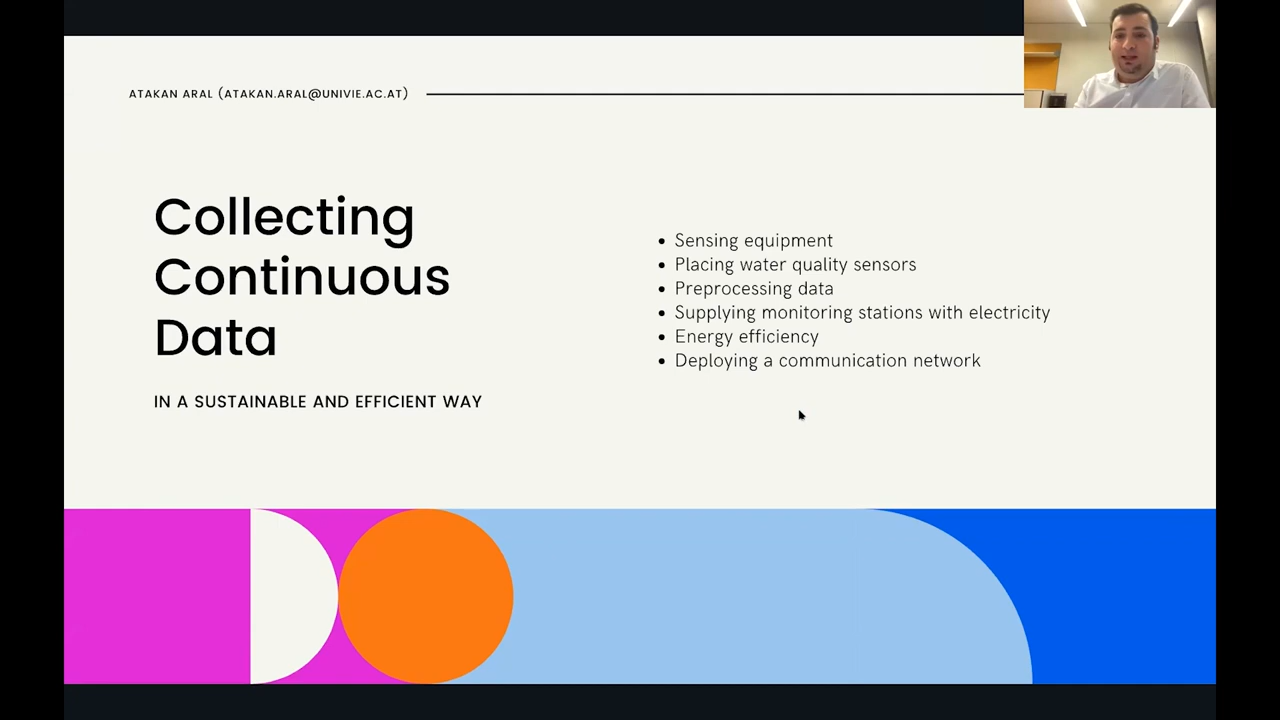 ATAKAN ARAL (ATAKAN.ARAL@UNIVIE.AC.AT)
Collecting
Continuous
Data
IN A SUSTAINABLE AND EFFICIENT WAY
• Sensing equipment
• Placing water quality sensors
• Preprocessing data
• Supplying monitoring stations with electricity
• Energy efficiency
• Deploying a communication network